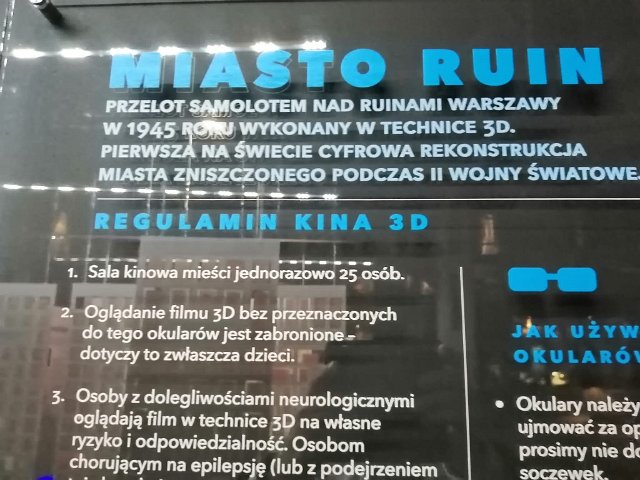 MIASTO RUIN
PRZELOT SAMOLOTEM NAD RUINAMI WARSZAWY
W 1945 ROKU WYKONANY W TECHNICE 3D.
PIERWSZA NA ŚWIECIE CYFROWA REKONSTRUKCJA
MIASTA ZNISZCZONEGO PODCZAS II WOJNY ŚWIATOWEJ.
REGULAMIN KINA 3D
1. Sala kinowa mieści jednorazowo 25 osób.
2. Oglądanie filmu 3D bez przeznaczonych
do tego okularów jest zabronione –
dotyczy to zwłaszcza dzieci.
3. Osoby z dolegliwościami neurologicznymi
oglądają film w technice 3D na własne
ryzyko i odpowiedzialność. Osobom
chorującym na epilepsję (lub z podejrzeniem
JAK UŻYW
OKULARÓW
• Okulary należy
ujmować za op
prosimy nie do
soczewek.